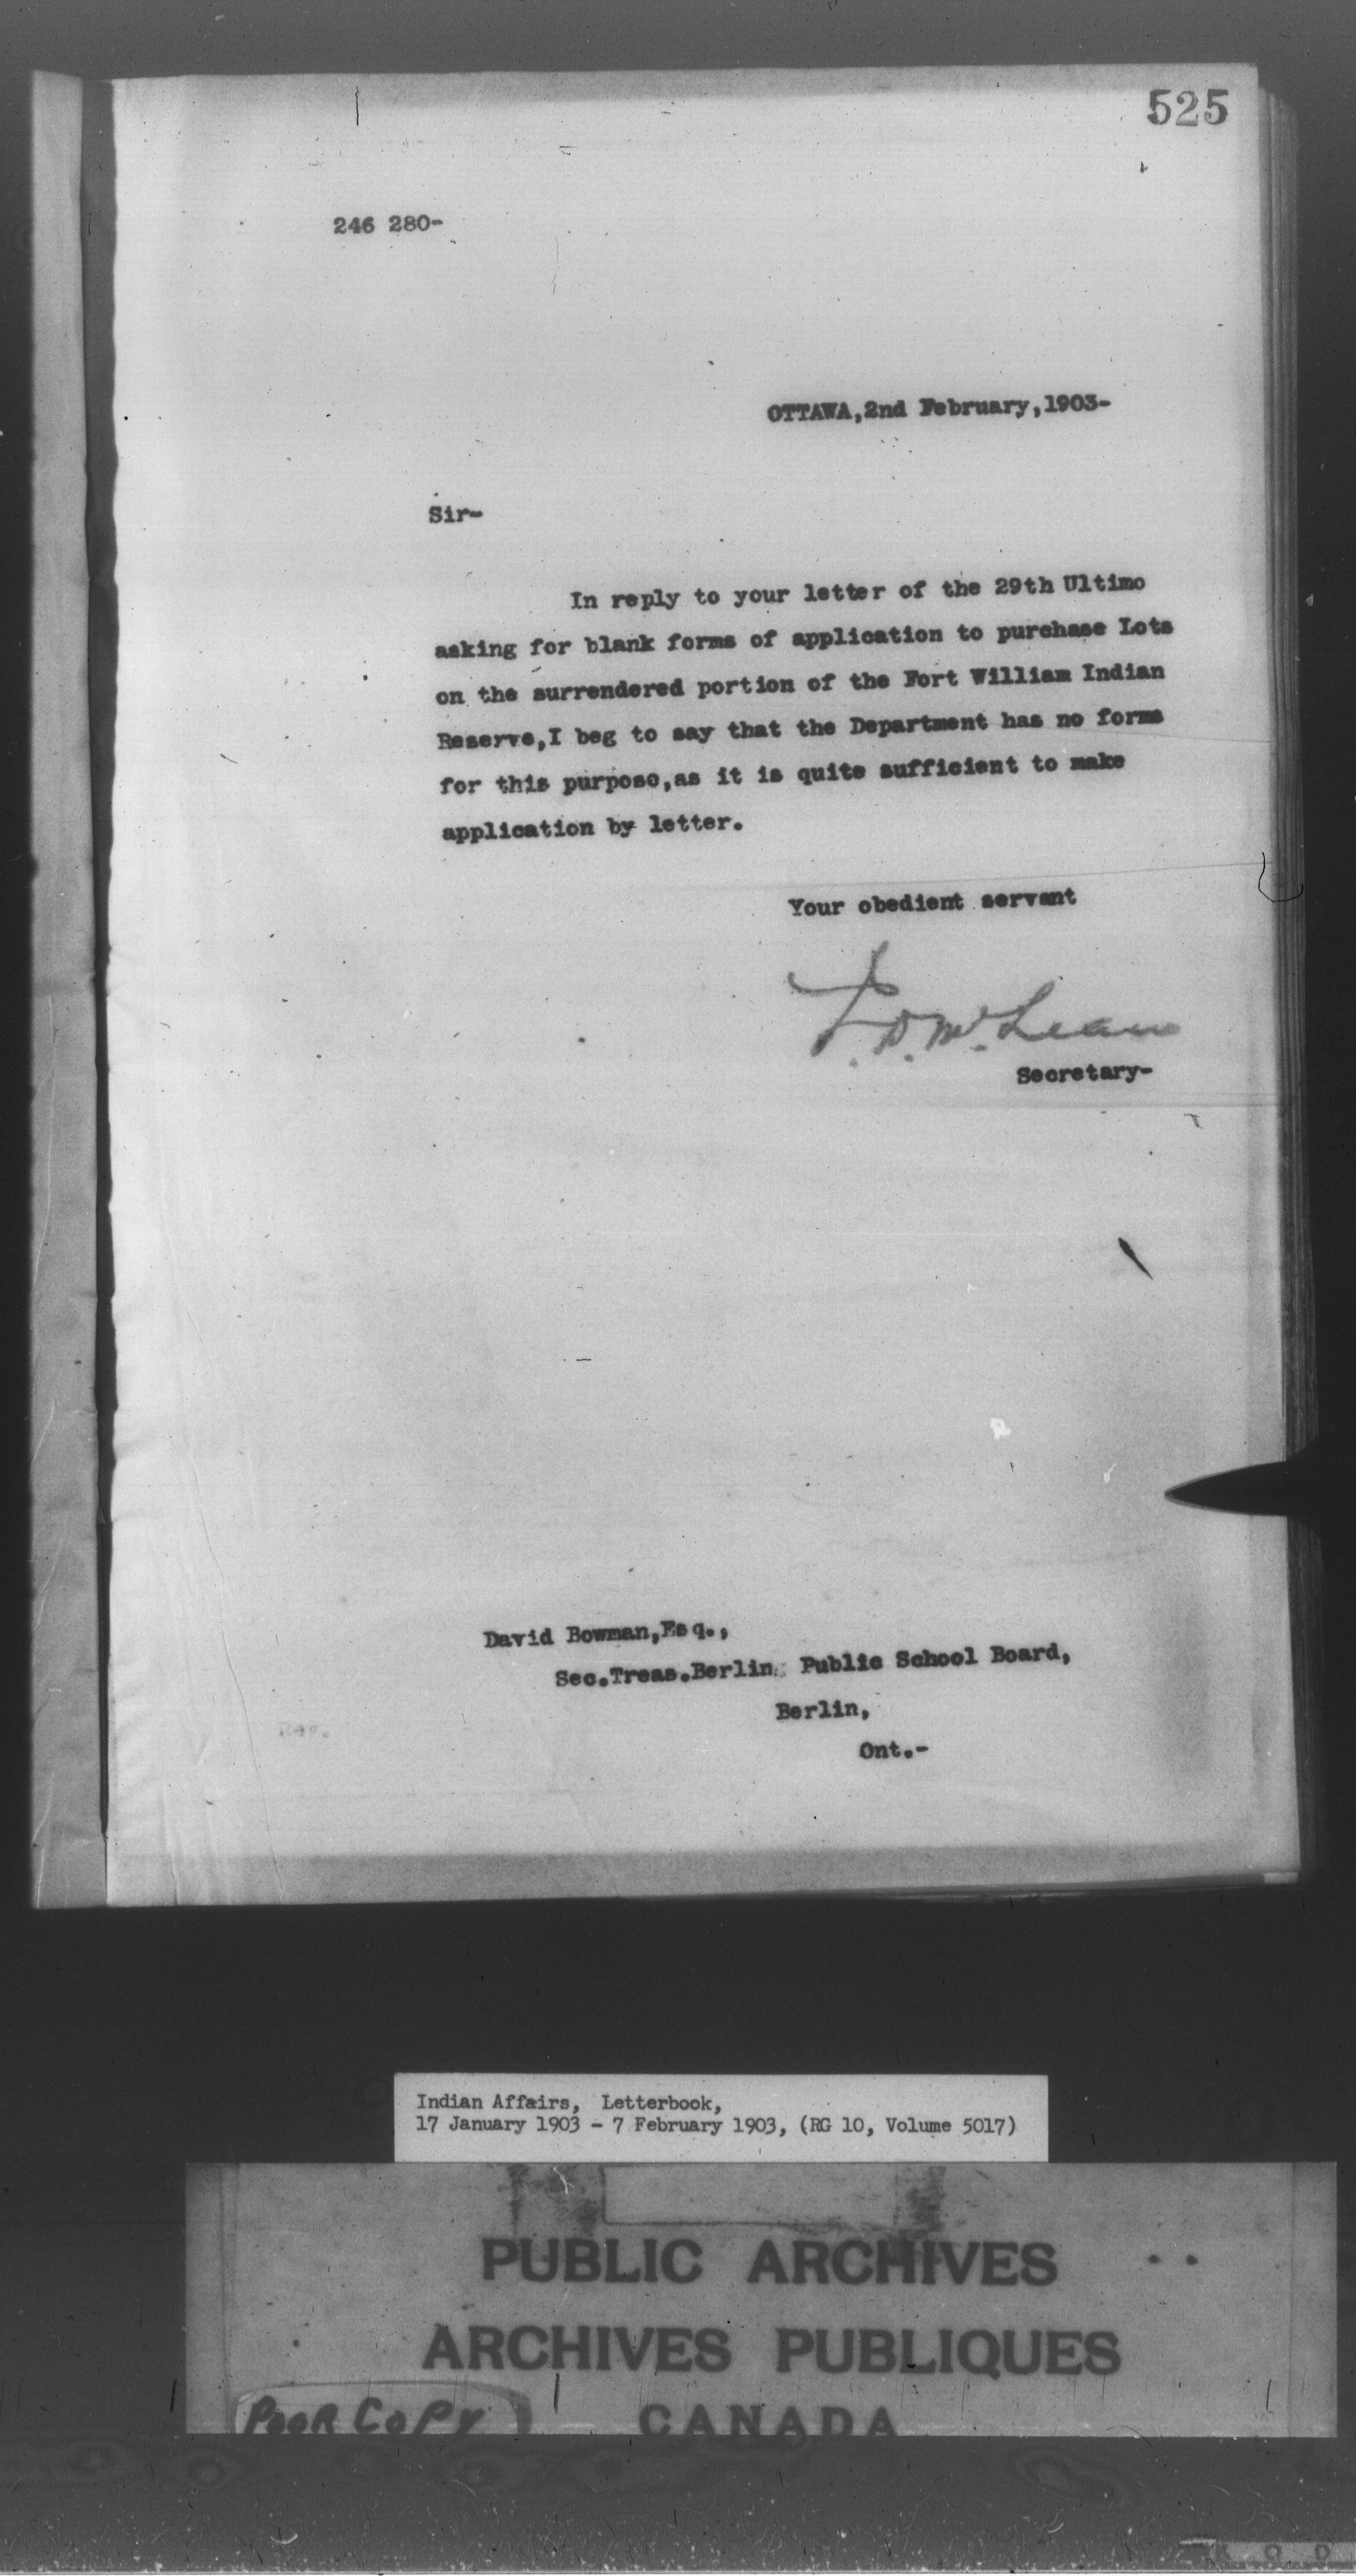 525
246 280-
OTTAWA,2nd February,1903-
Sir-
In reply to your letter of the 29th Ultimo
asking for blank forms of application to purchase Lots
on the surrendered portion of the Fort William Indian
Reserve,I beg to say that the Department has no forms
for this purpose,as it is quite sufficient to make
application by letter.
Your obedient servant
J.D.McLean
Secretary-
David Bowman,Esq.,
Sec.Treas.Berlin Public School Board,
Berlin,
Ont.-
Indian Affairs, Letterbook,
17 January 1903 - 7 February 1903, (RG 10, Volume 5017)
PUBLIC ARCHIVES
ARCHIVES PUBLIQUES
POOR COPY
CANADA